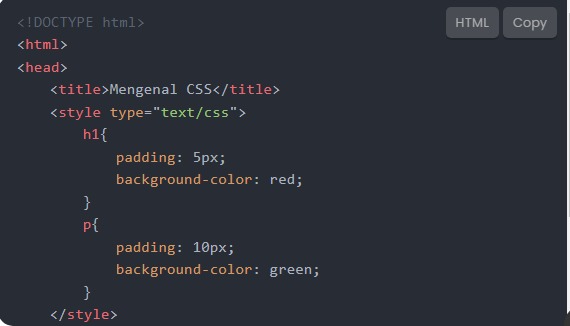 <!DOCTYPE html>
HTML Copy
<html>
<head>
    <title>Mengenal CSS</title>
    <style type="text/css">
        h1{
            padding: 5px;
            background-color: red;
        }
        p{
            padding: 10px;
            background-color: green;
        }
    </style>